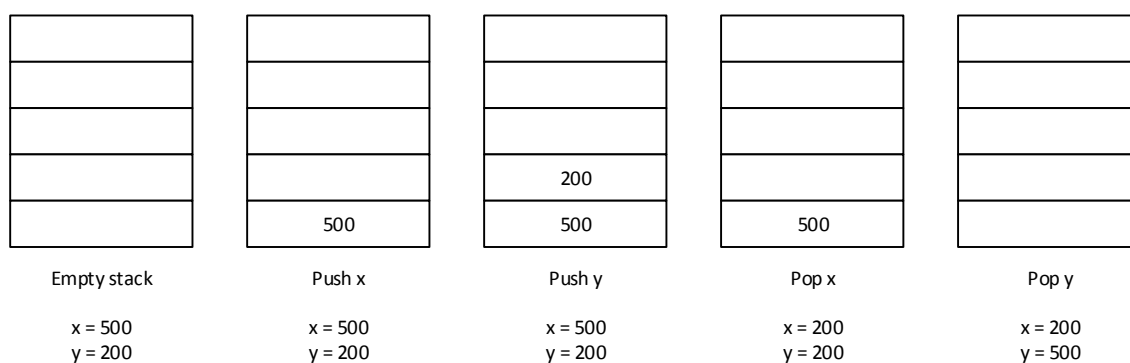 200
500 500 500
Empty stack Push x Push y Pop x Pop y
x = 500 x = 500 x = 500 x = 200 x = 200
y = 200 y = 200 y = 200 y = 200 y = 500